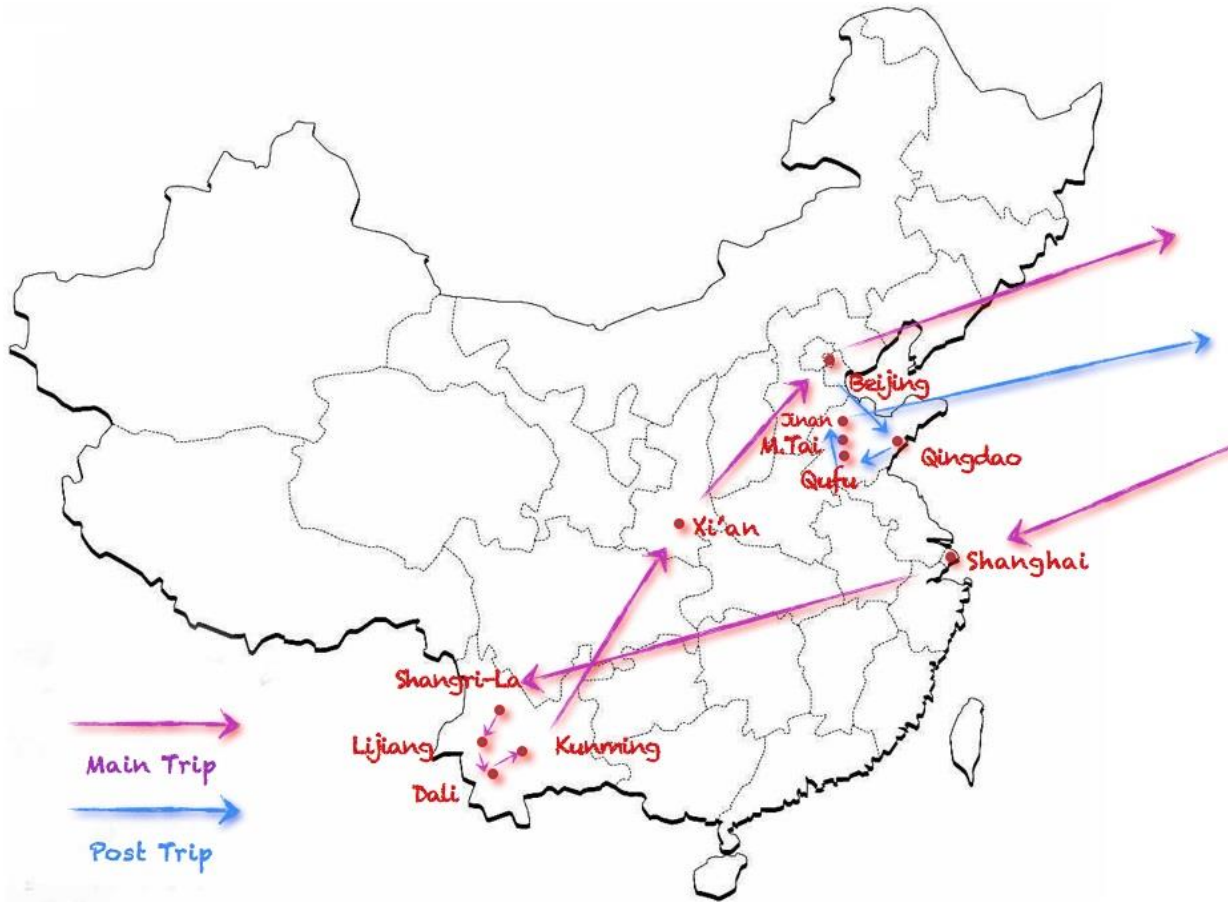 Beijing
Jinan
M.Tai
Qingdao
Qufu
Xi'an
Shanghai
Shangri-La
Lijiang
Kunming
Dali
Main Trip
Post Trip